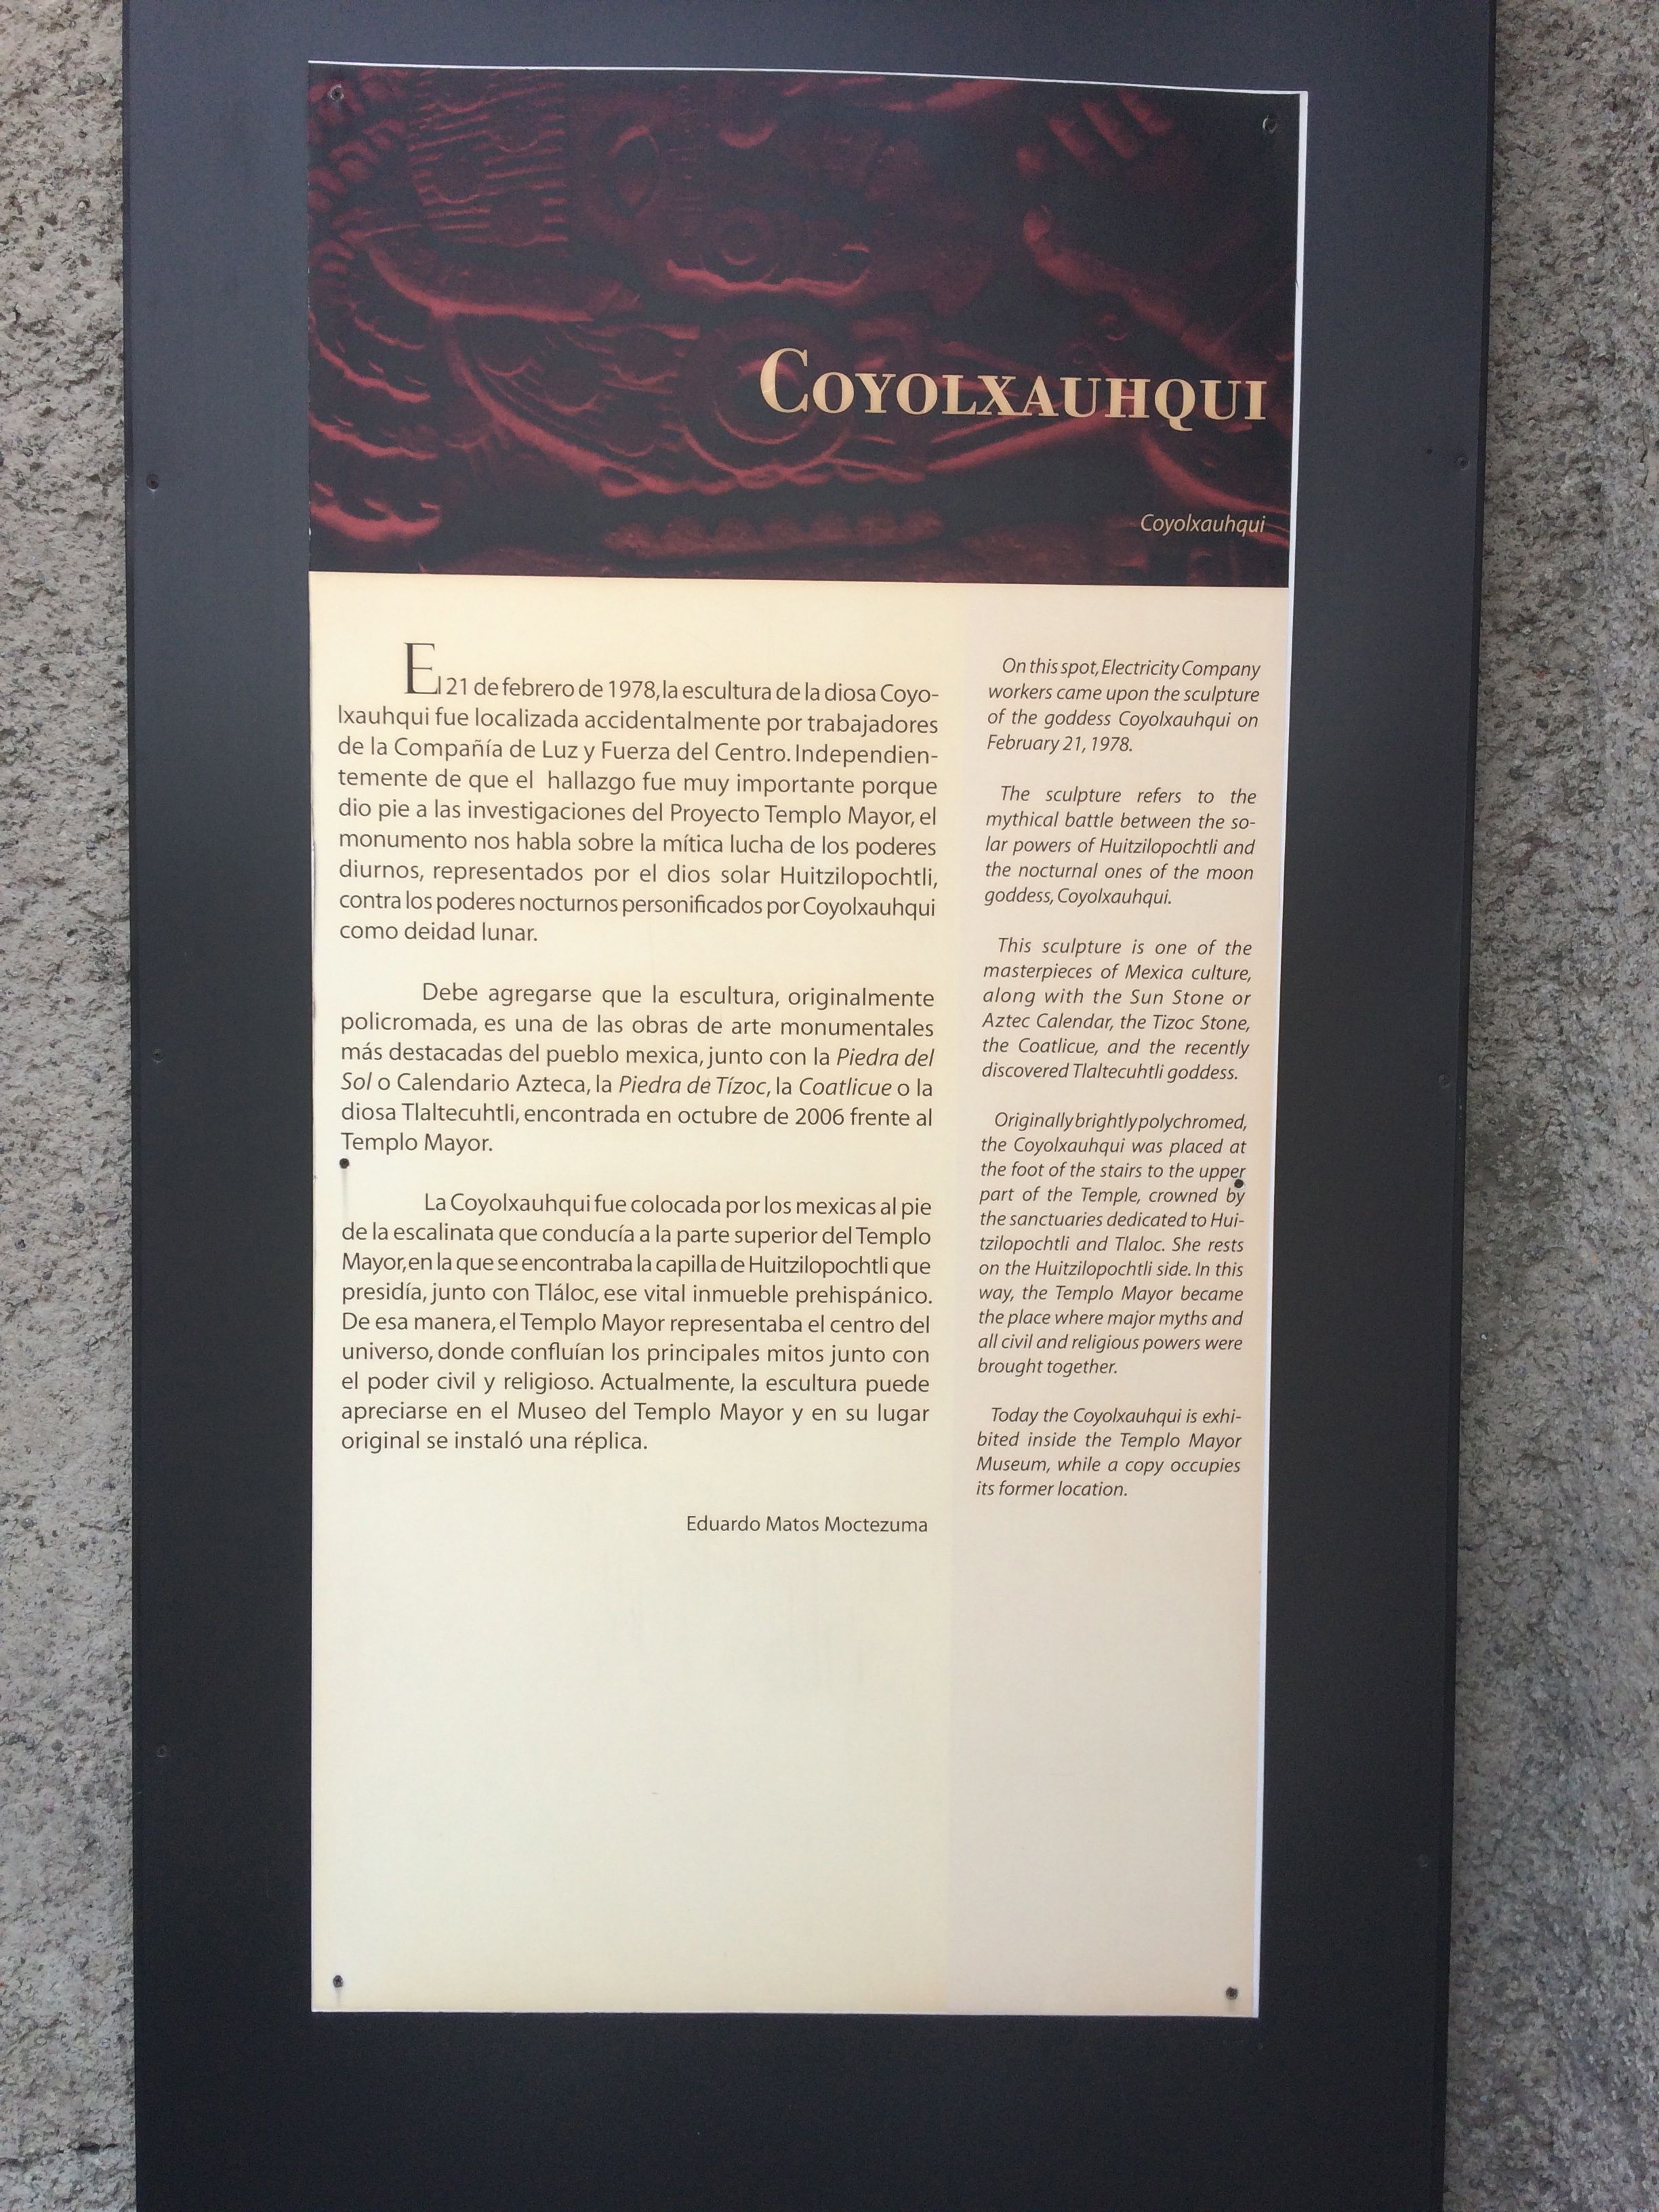 COYOLXAUHQUI
Coyolxauhqui
El 21 de febrero de 1978, la escultura de la diosa Coyo-
lxauhqui fue localizada accidentalmente por trabajadores
de la Compañía de Luz y Fuerza del Centro. Independien-
temente de que el hallazgo fue muy importante porque
dio pie a las investigaciones del Proyecto Templo Mayor, el
monumento nos habla sobre la mítica lucha de los poderes
diurnos, representados por el dios solar Huitzilopochtli,
contra los poderes nocturnos personificados por Coyolxauhqui
como deidad lunar.
Debe agregarse que la escultura, originalmente
policromada, es una de las obras de arte monumentales
más destacadas del pueblo mexica, junto con la Piedra del
Sol o Calendario Azteca, la Piedra de Tízoc, la Coatlicue o la
diosa Tlaltecuhtli, encontrada en octubre de 2006 frente al
Templo Mayor.
La Coyolxauhqui fue colocada por los mexicas al pie
de la escalinata que conducía a la parte superior del Templo
Mayor, en la que se encontraba la capilla de Huitzilopochtli que
presidía, junto con Tláloc, ese vital inmueble prehispánico.
De esa manera, el Templo Mayor representaba el centro del
universo, donde confluían los principales mitos junto con
el poder civil y religioso. Actualmente, la escultura puede
apreciarse en el Museo del Templo Mayor y en su lugar
original se instaló una réplica.
Eduardo Matos Moctezuma
On this spot, Electricity Company
workers came upon the sculpture
of the goddess Coyolxauhqui on
February 21, 1978.
The sculpture refers to the
mythical battle between the so-
lar powers of Huitzilopochtli and
the nocturnal ones of the moon
goddess, Coyolxauhqui.
This sculpture is one of the
masterpieces of Mexica culture,
along with the Sun Stone or
Aztec Calendar, the Tizoc Stone,
the Coatlicue, and the recently
discovered Tlaltecuhtli goddess.
Originally brightly polychromed,
the Coyolxauhqui was placed at
the foot of the stairs to the upper
part of the Temple, crowned by
the sanctuaries dedicated to Hui-
tzilopochtli and Tlaloc. She rests
on the Huitzilopochtli side. In this
way, the Templo Mayor became
the place where major myths and
all civil and religious powers were
brought together.
Today the Coyolxauhqui is exhi-
bited inside the Templo Mayor
Museum, while a copy occupies
its former location.